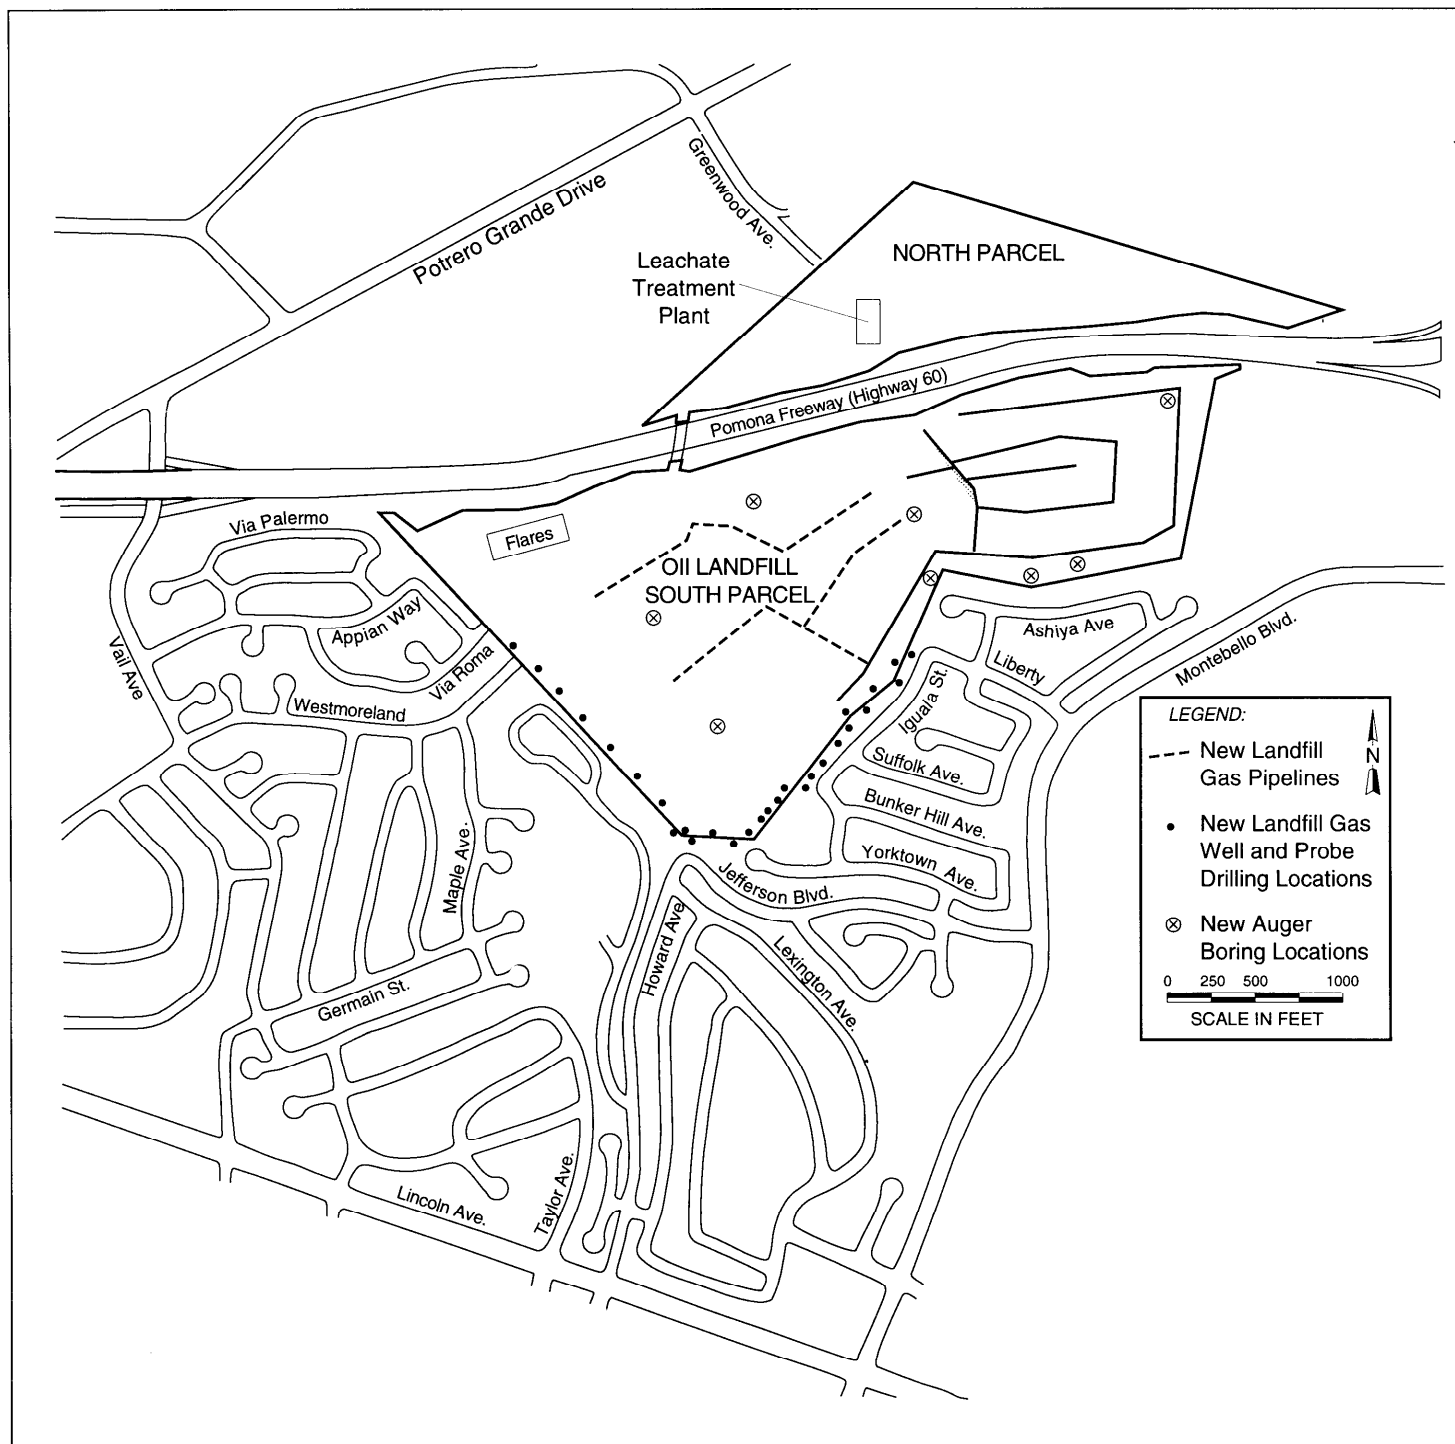 Potrero Grande Drive
Greenwood Ave.
NORTH PARCEL
Leachate
Treatment
Plant
Pomona Freeway (Highway 60)
Via Palermo
Flares
OII LANDFILL
SOUTH PARCEL
Appian Way
Via Roma
Vail Ave
Westmoreland
Ashiya Ave
Liberty
Montebello Blvd.
Iguala St.
Suffolk Ave.
Bunker Hill Ave.
Yorktown Ave.
Jefferson Blvd.
Maple Ave.
Howard Ave
Lexington Ave.
Germain St.
Lincoln Ave.
Taylor Ave.
LEGEND:
New Landfill
Gas Pipelines
N
New Landfill Gas
Well and Probe
Drilling Locations
New Auger
Boring Locations
0 250 500 1000
SCALE IN FEET